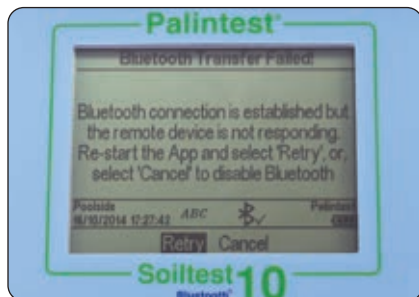 Palintest®
Bluetooth Transfer Failed!
Bluetooth connection is established but
the remote device is not responding.
Re-start the App and select 'Retry', or,
select 'Cancel' to disable Bluetooth
Poolside ABC Palintest
16/10/2014 17:27:43
Retry Cancel
Soiltest 10
Bluetooth®